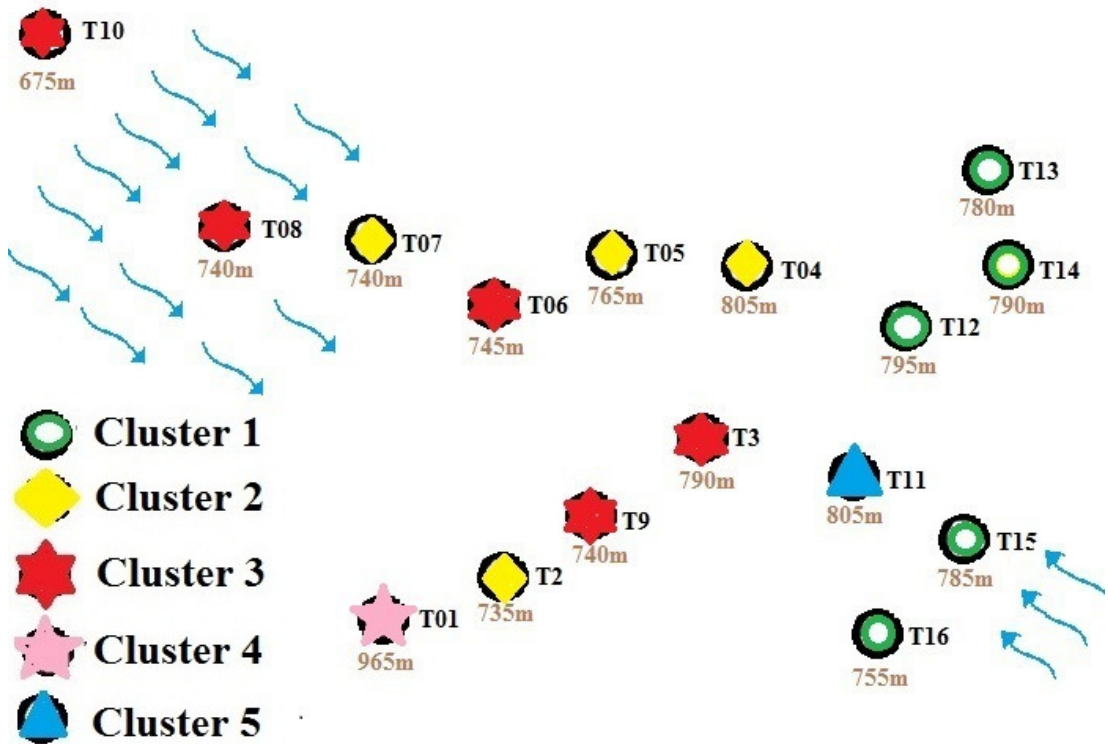 T10
675m
T13
780m
T08
740m
T07
740m
T05
765m
T04
805m
T14
790m
T06
745m
T12
795m
Cluster 1
Cluster 2
Cluster 3
Cluster 4
Cluster 5
T3
790m
T11
805m
T9
740m
T15
785m
T2
735m
T01
965m
T16
755m